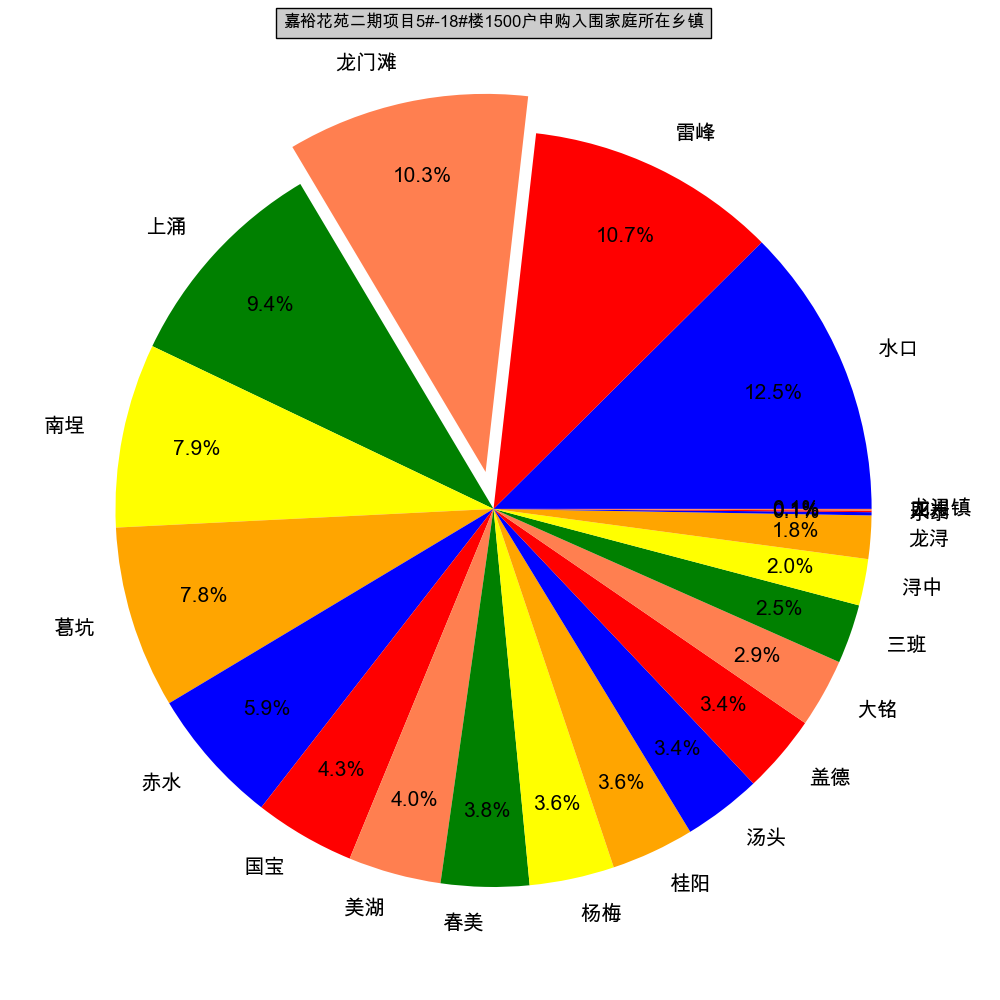 嘉裕花苑二期项目5#-18#楼1500户申购入围家庭所在乡镇
龙门滩
10.3%
雷峰
10.7%
上涌
9.4%
水口
12.5%
南埕
7.9%
葛坑
7.8%
赤水
5.9%
国宝
4.3%
美湖
4.0%
春美
3.8%
杨梅
3.6%
桂阳
3.6%
汤头
3.4%
盖德
3.4%
大铭
2.9%
三班
2.5%
浔中
2.0%
龙浔
1.8%
龙浔镇
0.1%